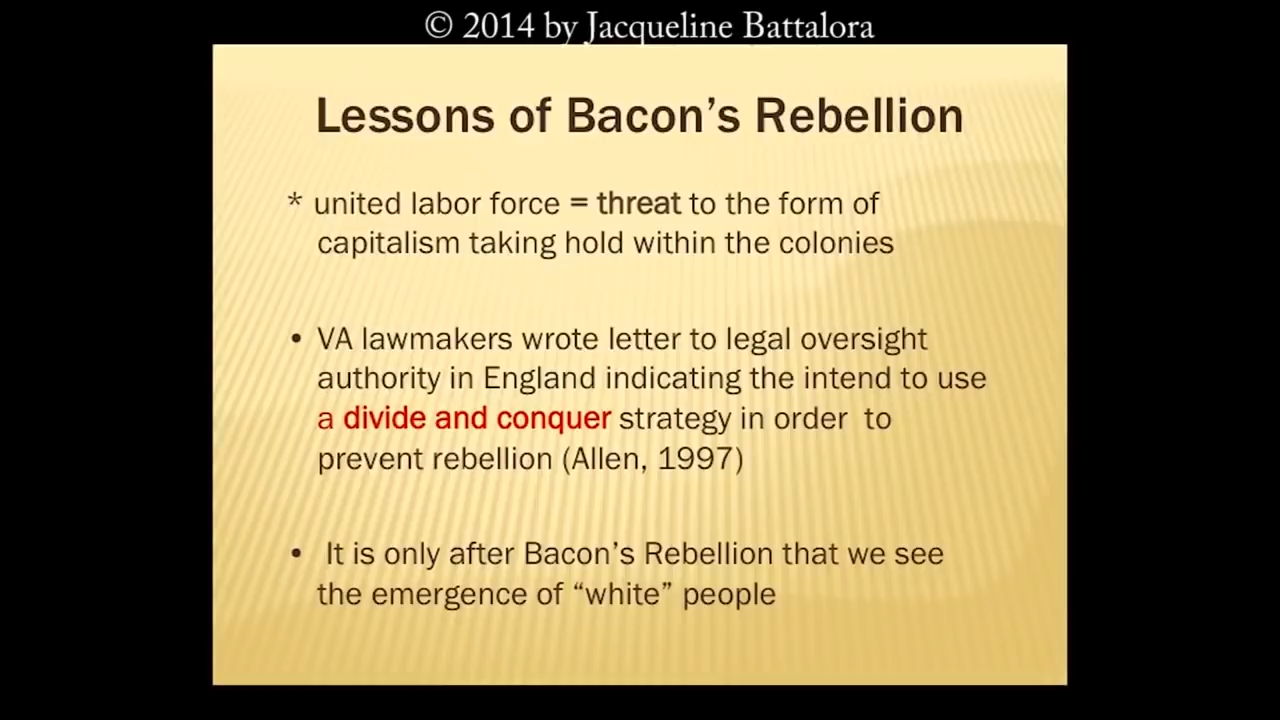 © 2014 by Jacqueline Battalora
Lessons of Bacon’s Rebellion
* united labor force = threat to the form of
capitalism taking hold within the colonies
• VA lawmakers wrote letter to legal oversight
authority in England indicating the intend to use
a divide and conquer strategy in order  to
prevent rebellion (Allen, 1997)
•  It is only after Bacon’s Rebellion that we see
the emergence of “white” people